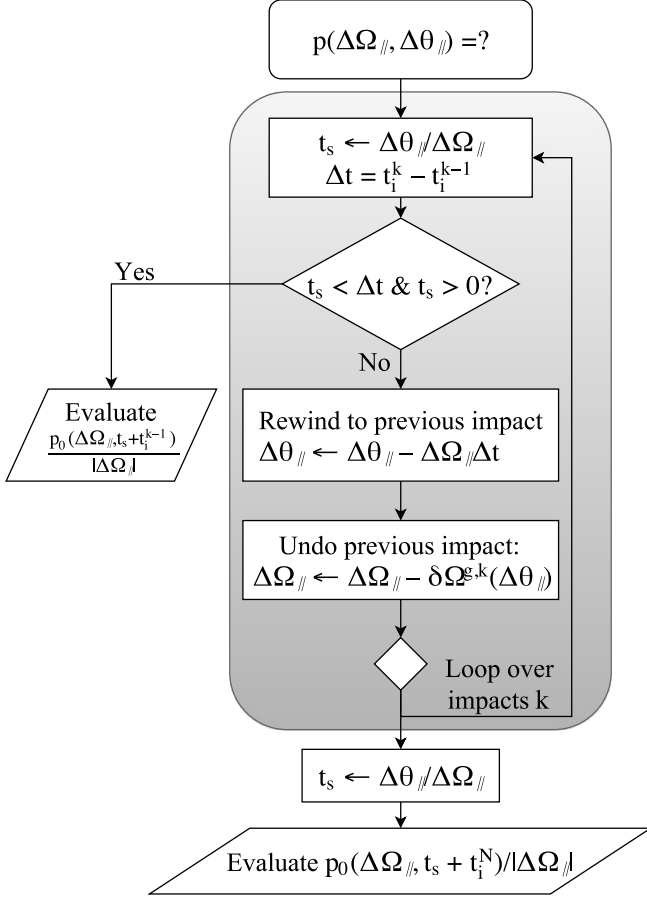 p(ΔΩ∥, Δθ∥) =?
t_s ← Δθ∥/ΔΩ∥
Δt = t_i^k − t_i^{k−1}
t_s < Δt & t_s > 0?
Yes
No
Evaluate
p_0(ΔΩ∥,t_s+t_i^{k−1})
|ΔΩ∥|
Rewind to previous impact
Δθ∥ ← Δθ∥ − ΔΩ∥Δt
Undo previous impact:
ΔΩ∥ ← ΔΩ∥ − δΩ^{g,k}(Δθ∥)
Loop over
impacts k
t_s ← Δθ∥/ΔΩ∥
Evaluate p_0(ΔΩ∥, t_s + t_i^N)/|ΔΩ∥|